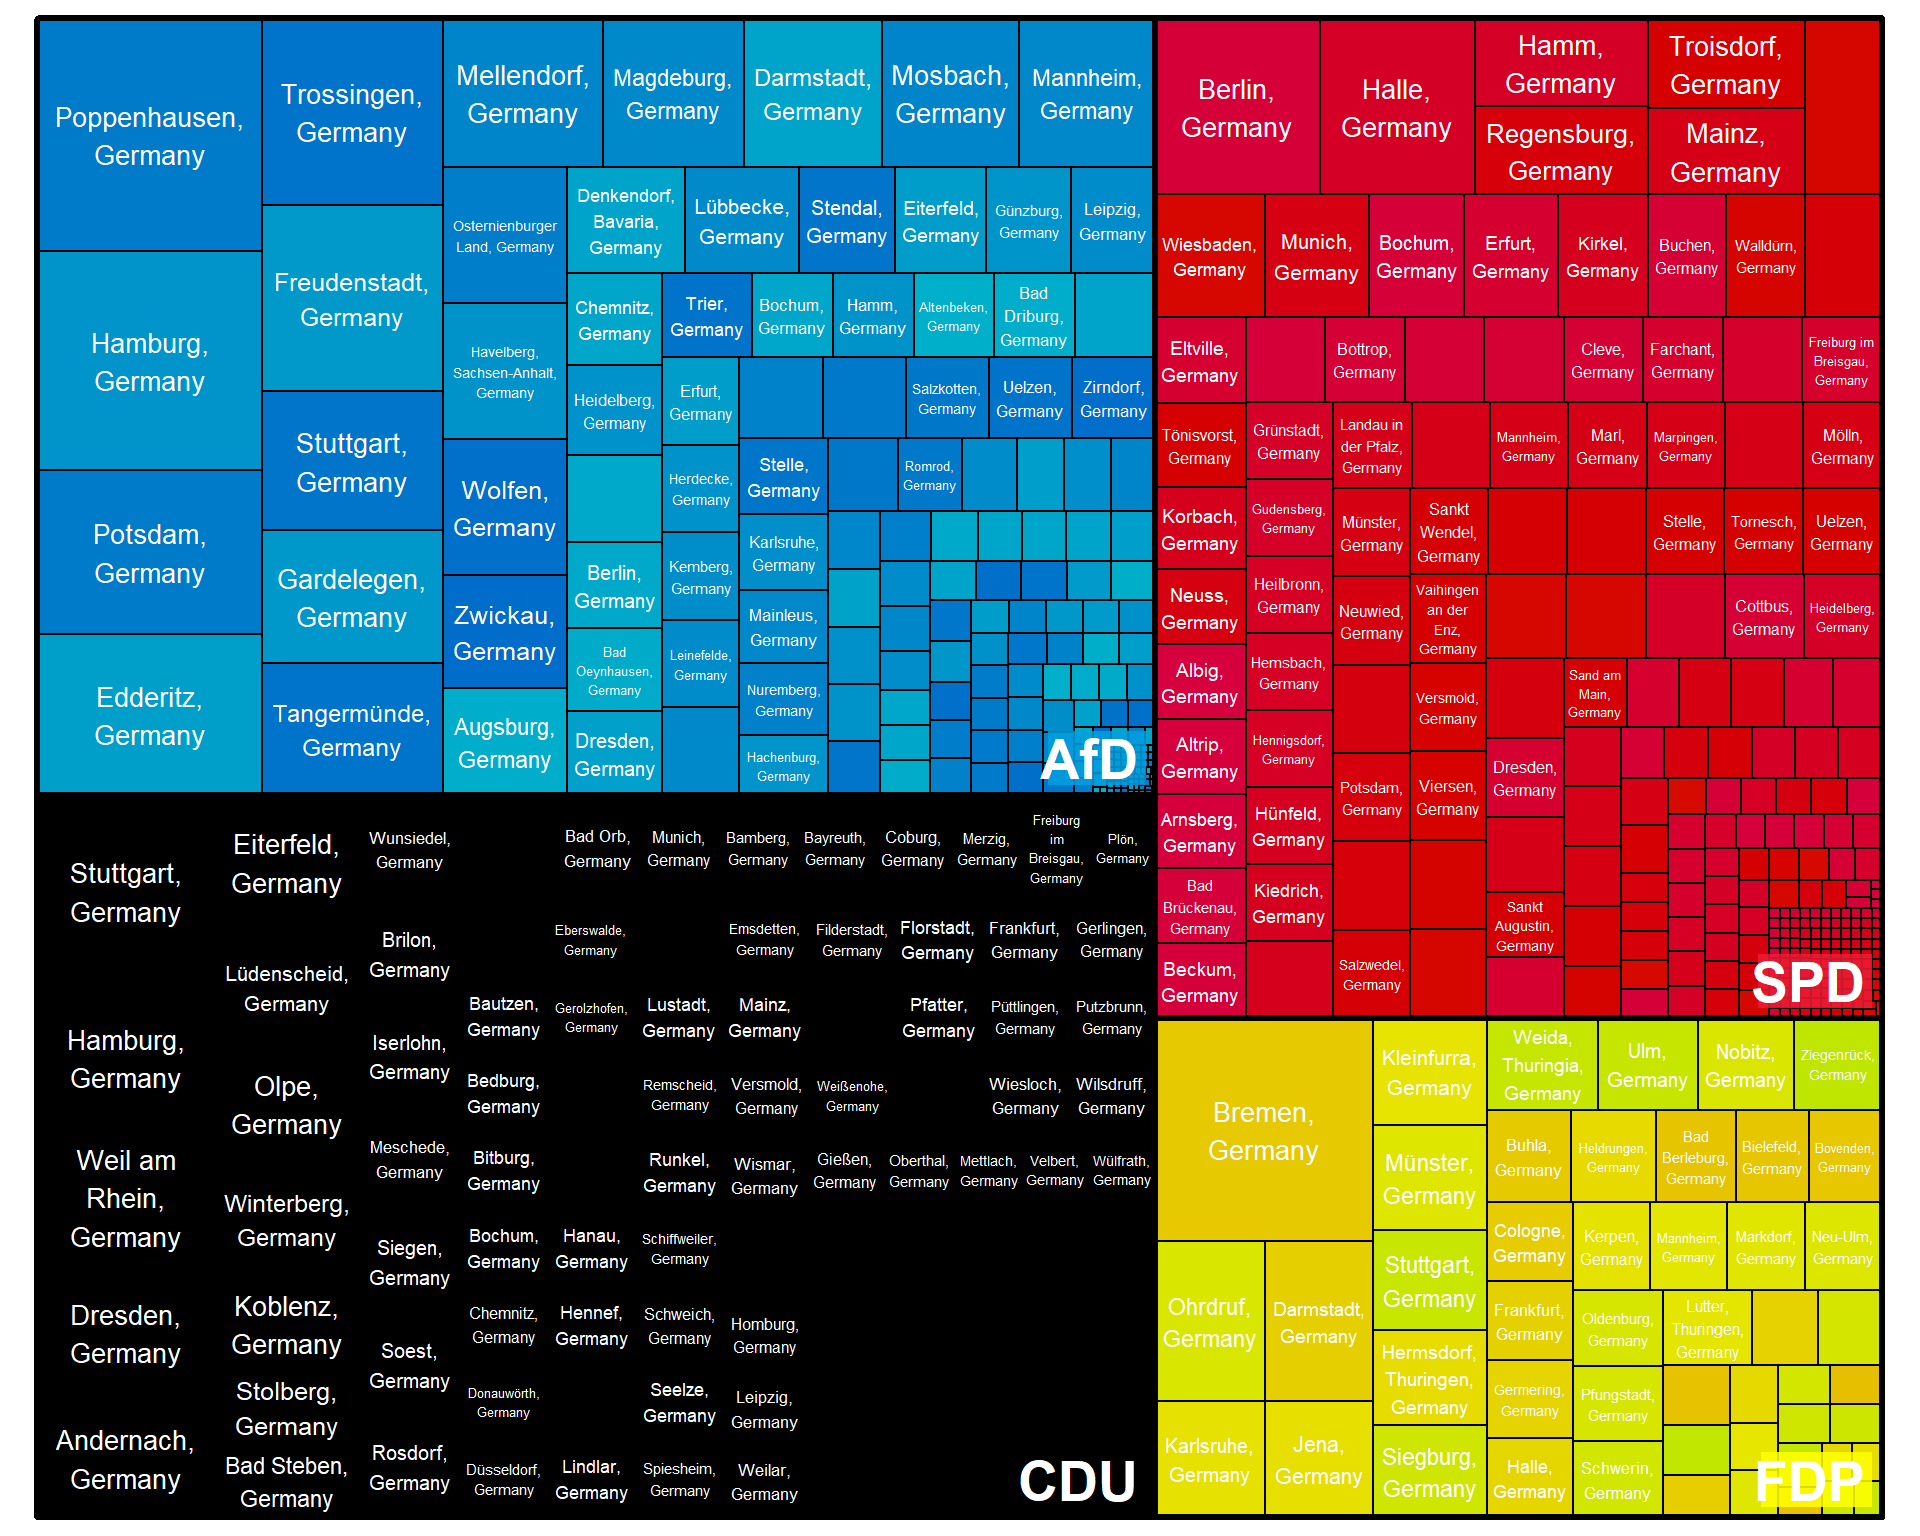 Poppenhausen,
Germany
Hamburg,
Germany
Potsdam,
Germany
Edderitz,
Germany
Trossingen,
Germany
Freudenstadt,
Germany
Stuttgart,
Germany
Gardelegen,
Germany
Tangermünde,
Germany
Mellendorf,
Germany
Magdeburg,
Germany
Darmstadt,
Germany
Mosbach,
Germany
Mannheim,
Germany
Osternienburger
Land, Germany
Havelberg,
Sachsen-Anhalt,
Germany
Wolfen,
Germany
Zwickau,
Germany
Augsburg,
Germany
Denkendorf,
Bavaria,
Germany
Lübbecke,
Germany
Stendal,
Germany
Eiterfeld,
Germany
Günzburg,
Germany
Leipzig,
Germany
Chemnitz,
Germany
Heidelberg,
Germany
Berlin,
Germany
Bad
Oeynhausen,
Germany
Dresden,
Germany
Trier,
Germany
Bochum,
Germany
Hamm,
Germany
Altenbeken,
Germany
Bad
Driburg,
Germany
Erfurt,
Germany
Herdecke,
Germany
Kemberg,
Germany
Leinefelde,
Germany
Salzkotten,
Germany
Uelzen,
Germany
Zirndorf,
Germany
Stelle,
Germany
Romrod,
Germany
Karlsruhe,
Germany
Mainleus,
Germany
Nuremberg,
Germany
Hachenburg,
Germany
AfD
Berlin,
Germany
Halle,
Germany
Hamm,
Germany
Regensburg,
Germany
Troisdorf,
Germany
Mainz,
Germany
Wiesbaden,
Germany
Munich,
Germany
Bochum,
Germany
Erfurt,
Germany
Kirkel,
Germany
Buchen,
Germany
Walldürn,
Germany
Eltville,
Germany
Bottrop,
Germany
Cleve,
Germany
Farchant,
Germany
Freiburg im
Breisgau,
Germany
Tönisvorst,
Germany
Korbach,
Germany
Neuss,
Germany
Albig,
Germany
Altrip,
Germany
Arnsberg,
Germany
Bad
Brückenau,
Germany
Beckum,
Germany
Grünstadt,
Germany
Gudensberg,
Germany
Heilbronn,
Germany
Hemsbach,
Germany
Hennigsdorf,
Germany
Hünfeld,
Germany
Kiedrich,
Germany
Landau in
der Pfalz,
Germany
Mannheim,
Germany
Marl,
Germany
Marpingen,
Germany
Mölln,
Germany
Münster,
Germany
Neuwied,
Germany
Potsdam,
Germany
Salzwedel,
Germany
Sankt
Wendel,
Germany
Stelle,
Germany
Tornesch,
Germany
Uelzen,
Germany
Vaihingen
an der
Enz,
Germany
Versmold,
Germany
Viersen,
Germany
Cottbus,
Germany
Heidelberg,
Germany
Dresden,
Germany
Sankt
Augustin,
Germany
Sand am
Main,
Germany
SPD
Stuttgart,
Germany
Hamburg,
Germany
Weil am
Rhein,
Germany
Dresden,
Germany
Andernach,
Germany
Eiterfeld,
Germany
Lüdenscheid,
Germany
Olpe,
Germany
Winterberg,
Germany
Koblenz,
Germany
Stolberg,
Germany
Bad Steben,
Germany
Wunsiedel,
Germany
Brilon,
Germany
Iserlohn,
Germany
Meschede,
Germany
Siegen,
Germany
Soest,
Germany
Rosdorf,
Germany
Bautzen,
Germany
Bedburg,
Germany
Bitburg,
Germany
Bochum,
Germany
Chemnitz,
Germany
Donauwörth,
Germany
Düsseldorf,
Germany
Bad Orb,
Germany
Munich,
Germany
Bamberg,
Germany
Bayreuth,
Germany
Coburg,
Germany
Merzig,
Germany
Freiburg
im
Breisgau,
Germany
Plön,
Germany
Eberswalde,
Germany
Emsdetten,
Germany
Filderstadt,
Germany
Florstadt,
Germany
Frankfurt,
Germany
Gerlingen,
Germany
Gerolzhofen,
Germany
Lustadt,
Germany
Mainz,
Germany
Pfatter,
Germany
Püttlingen,
Germany
Putzbrunn,
Germany
Remscheid,
Germany
Versmold,
Germany
Weißenohe,
Germany
Wiesloch,
Germany
Wilsdruff,
Germany
Runkel,
Germany
Wismar,
Germany
Gießen,
Germany
Oberthal,
Germany
Mettlach,
Germany
Velbert,
Germany
Wülfrath,
Germany
Hanau,
Germany
Schiffweiler,
Germany
Hennef,
Germany
Schweich,
Germany
Homburg,
Germany
Seelze,
Germany
Leipzig,
Germany
Lindlar,
Germany
Spiesheim,
Germany
Weilar,
Germany
CDU
Bremen,
Germany
Ohrdruf,
Germany
Darmstadt,
Germany
Karlsruhe,
Germany
Jena,
Germany
Kleinfurra,
Germany
Münster,
Germany
Stuttgart,
Germany
Hermsdorf,
Thuringen,
Germany
Siegburg,
Germany
Weida,
Thuringia,
Germany
Ulm,
Germany
Nobitz,
Germany
Ziegenrück,
Germany
Buhla,
Germany
Heldrungen,
Germany
Bad
Berleburg,
Germany
Bielefeld,
Germany
Bovenden,
Germany
Cologne,
Germany
Kerpen,
Germany
Mannheim,
Germany
Markdorf,
Germany
Neu-Ulm,
Germany
Frankfurt,
Germany
Oldenburg,
Germany
Lutter,
Thuringen,
Germany
Germering,
Germany
Pfungstadt,
Germany
Halle,
Germany
Schwerin,
Germany
FDP